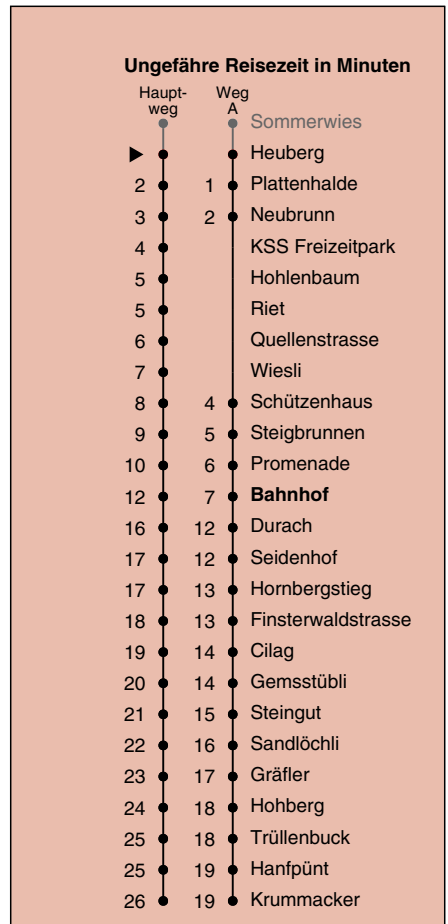 Ungefähre Reisezeit in Minuten
Haupt-
weg
Weg
A
Sommerwies
Heuberg
2 1 Plattenhalde
3 2 Neubrunn
4 KSS Freizeitpark
5 Hohlenbaum
5 Riet
6 Quellenstrasse
7 Wiesli
8 4 Schützenhaus
9 5 Steigbrunnen
10 6 Promenade
12 7 Bahnhof
16 12 Durach
17 12 Seidenhof
17 13 Hornbergstieg
18 13 Finsterwaldstrasse
19 14 Cilag
20 14 Gemsstübli
21 15 Steingut
22 16 Sandlöchli
23 17 Gräfler
24 18 Hohberg
25 18 Trüllenbuck
25 19 Hanfpünt
26 19 Krummacker